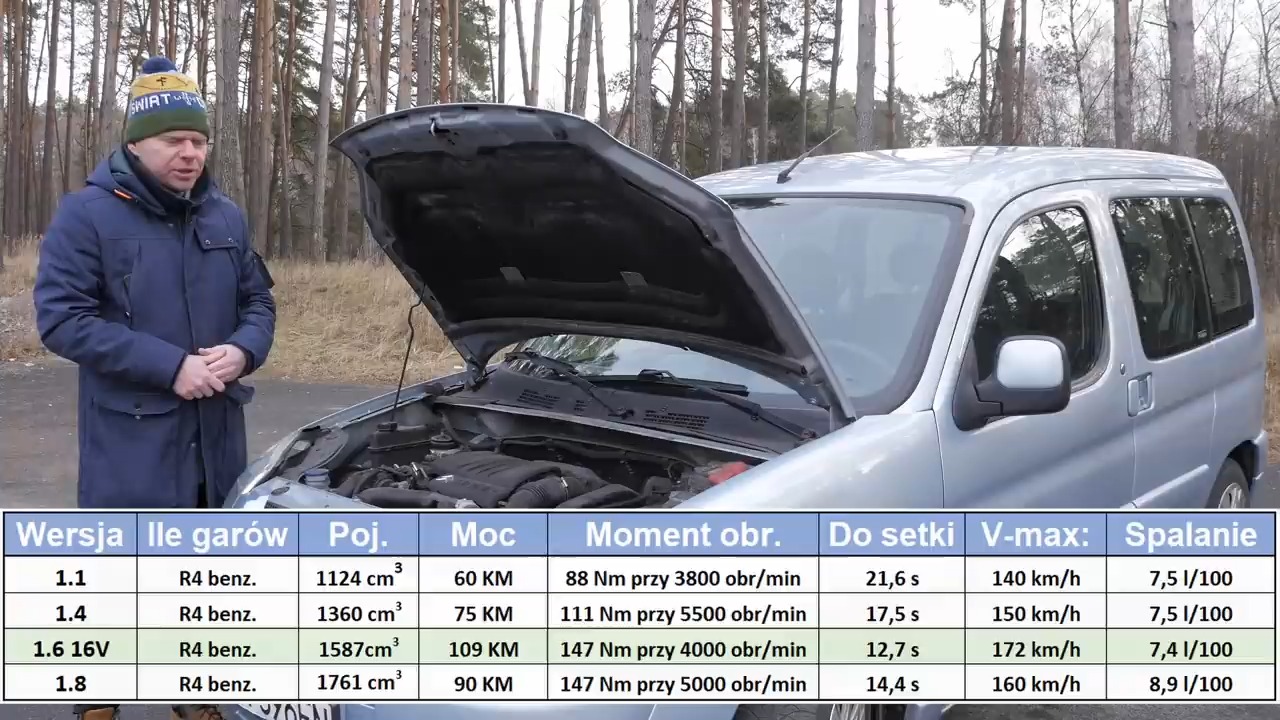 ŚWIAT
Wersja Ile garów Poj. Moc Moment obr. Do setki V-max: Spalanie
1.1 R4 benz. 1124 cm³ 60 KM 88 Nm przy 3800 obr/min 21,6 s 140 km/h 7,5 l/100
1.4 R4 benz. 1360 cm³ 75 KM 111 Nm przy 5500 obr/min 17,5 s 150 km/h 7,5 l/100
1.6 16V R4 benz. 1587cm³ 109 KM 147 Nm przy 4000 obr/min 12,7 s 172 km/h 7,4 l/100
1.8 R4 benz. 1761 cm³ 90 KM 147 Nm przy 5000 obr/min 14,4 s 160 km/h 8,9 l/100